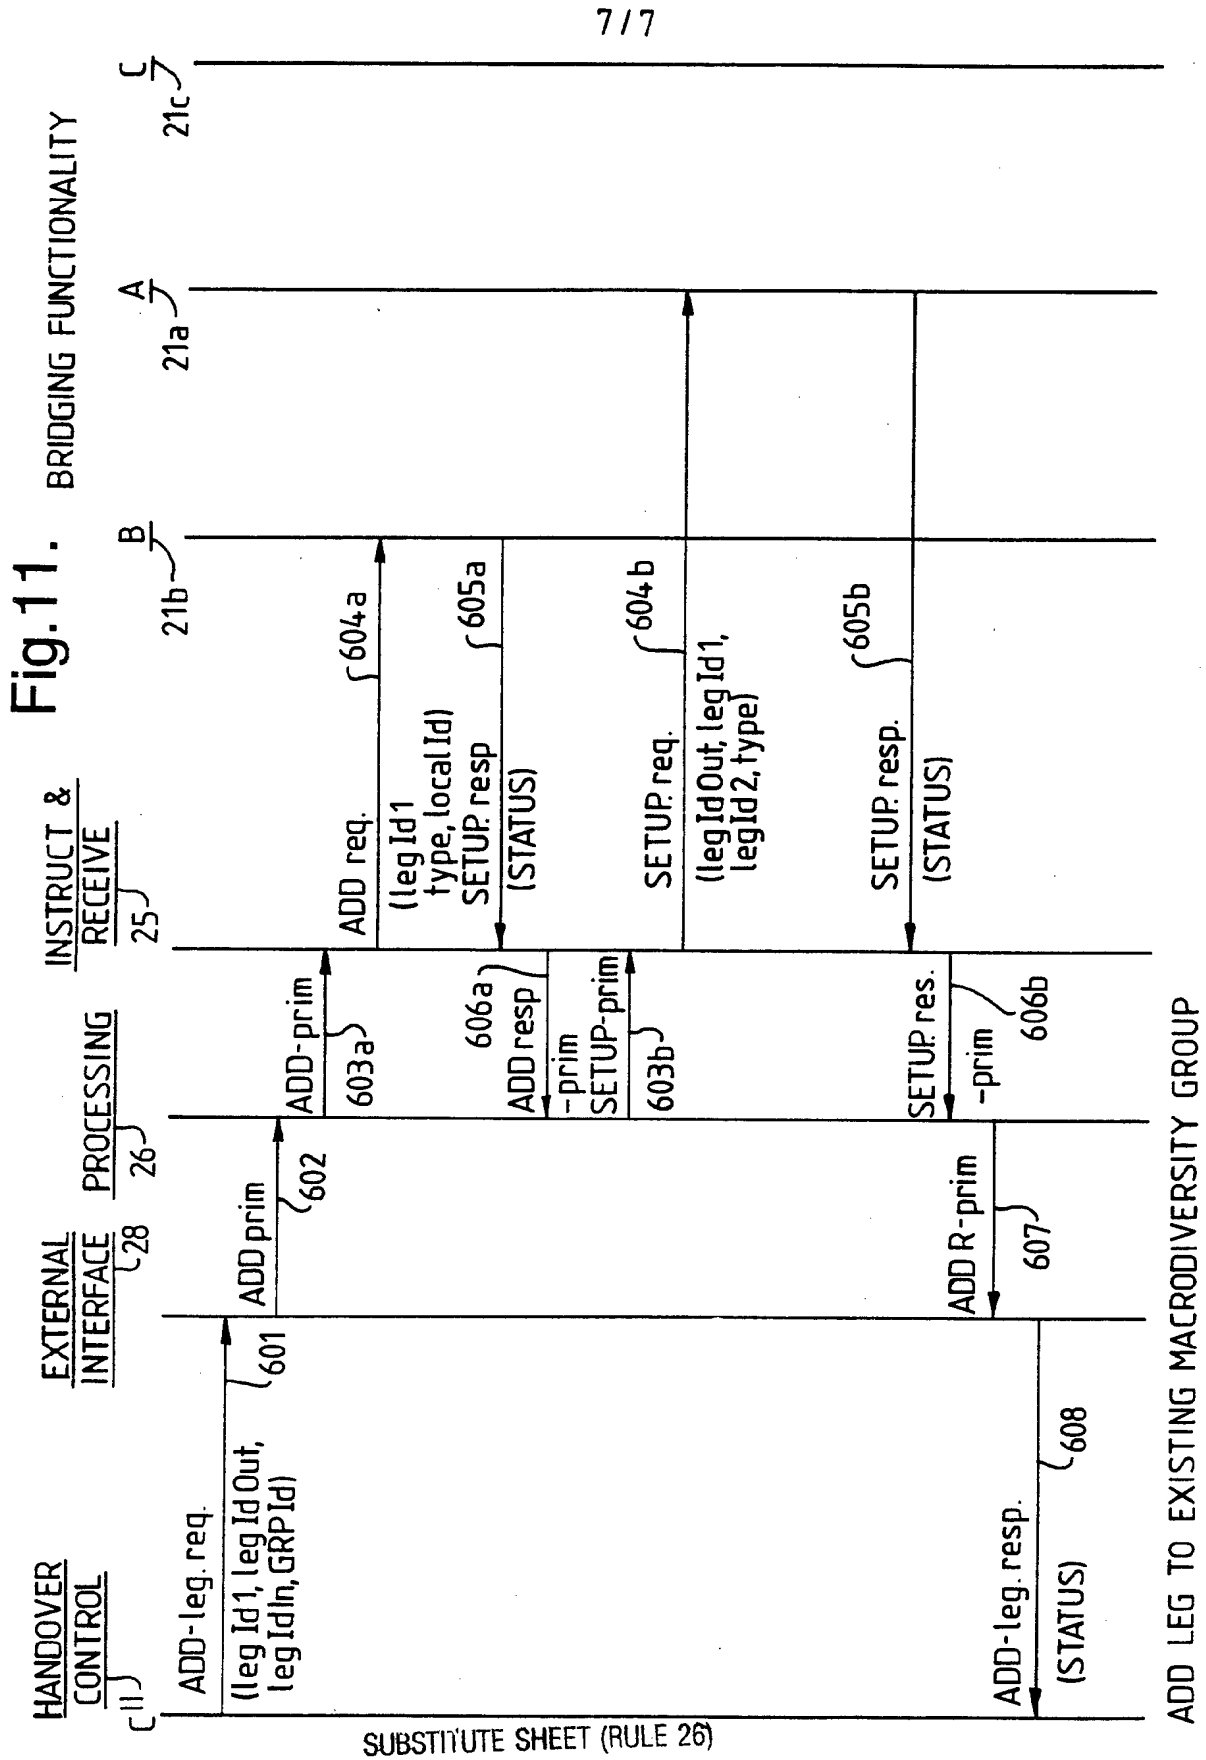 7/7
Fig.11.
BRIDGING FUNCTIONALITY
HANDOVER
CONTROL
C 11
EXTERNAL
INTERFACE
28
PROCESSING
26
INSTRUCT &
RECEIVE
25
B
21b
A
21a
C
21c
ADD-leg. req.
(leg Id1, leg Id Out,
leg Id In, GRP Id)
601
ADD prim
602
ADD-prim
603a
ADD req.
604a
(leg Id1
type, local Id)
SETUP. resp
605a
(STATUS)
606a
ADD resp
-prim
SETUP-prim
603b
SETUP. req.
604b
(leg Id Out, leg Id1,
leg Id 2, type)
SETUP. resp.
605b
(STATUS)
SETUP. res.
-prim
606b
ADD R-prim
607
ADD-leg. resp.
608
(STATUS)
ADD LEG TO EXISTING MACRODIVERSITY GROUP
SUBSTITUTE SHEET (RULE 26)